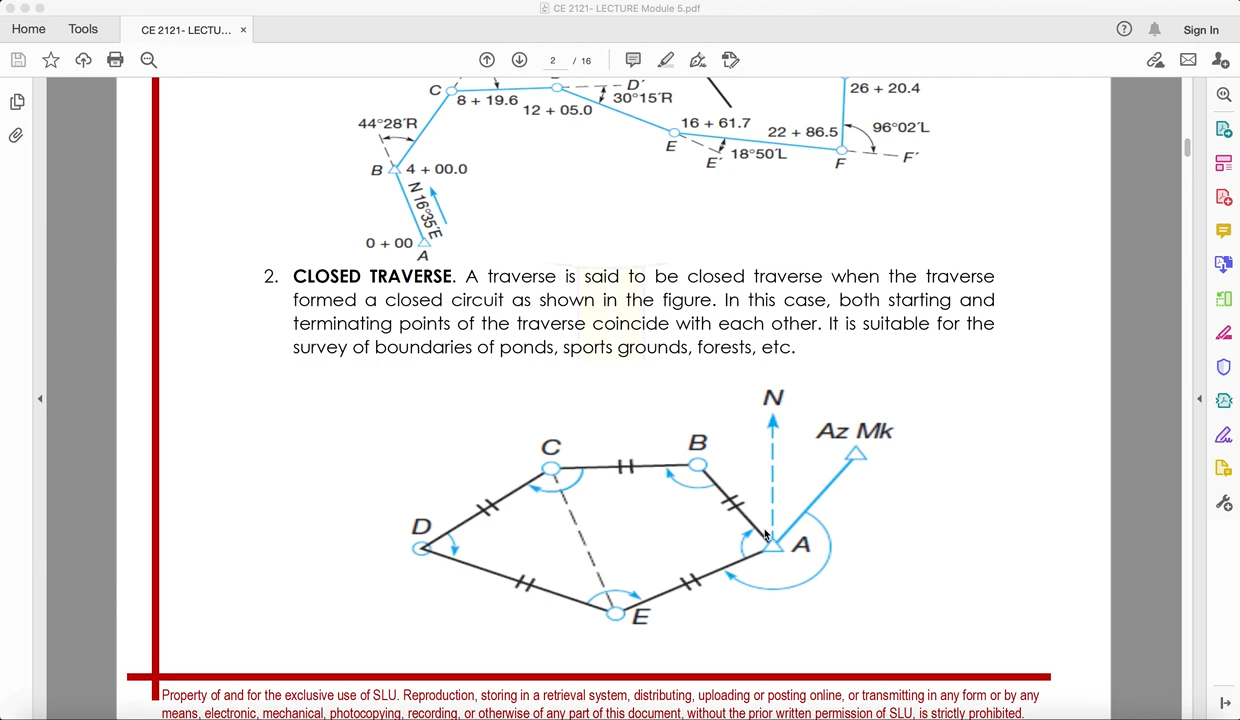 CE 2121- LECTURE Module 5.pdf
Home
Tools
CE 2121- LECTU... ×
Sign In
2 / 16
C
8 + 19.6
12 + 05.0
D´
30°15´R
26 + 20.4
44°28´R
16 + 61.7
22 + 86.5
96°02´L
E
E´
18°50´L
F
F´
B
4 + 00.0
N 16°35´E
0 + 00
A
2. CLOSED TRAVERSE. A traverse is said to be closed traverse when the traverse
formed a closed circuit as shown in the figure. In this case, both starting and
terminating points of the traverse coincide with each other. It is suitable for the
survey of boundaries of ponds, sports grounds, forests, etc.
N
Az Mk
C
B
D
A
E
Property of and for the exclusive use of SLU. Reproduction, storing in a retrieval system, distributing, uploading or posting online, or transmitting in any form or by any
means, electronic, mechanical, photocopying, recording, or otherwise of any part of this document, without the prior written permission of SLU, is strictly prohibited.